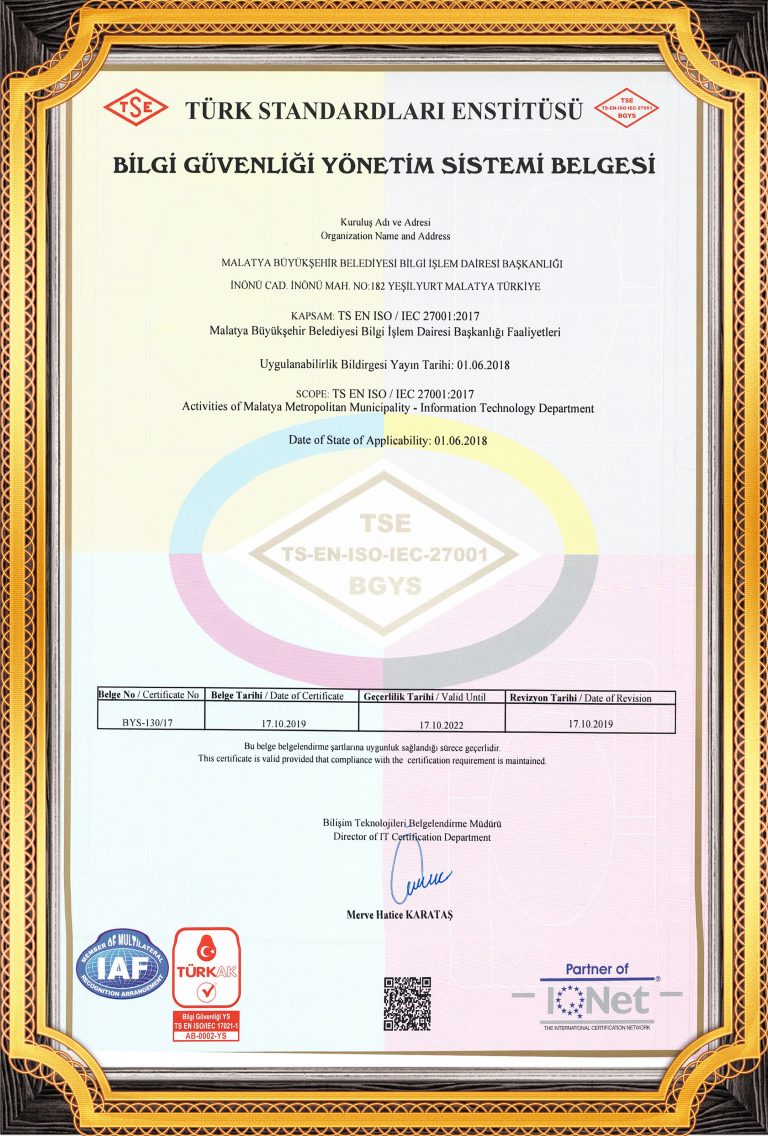 TSE
TÜRK STANDARDLARI ENSTİTÜSÜ
TSE
TS-EN-ISO-IEC-27001
BGYS
BİLGİ GÜVENLİĞİ YÖNETİM SİSTEMİ BELGESİ
Kuruluş Adı ve Adresi
Organization Name and Address
MALATYA BÜYÜKŞEHİR BELEDİYESİ BİLGİ İŞLEM DAİRESİ BAŞKANLIĞI
İNÖNÜ CAD. İNÖNÜ MAH. NO:182 YEŞİLYURT MALATYA TÜRKİYE
KAPSAM: TS EN ISO / IEC 27001:2017
Malatya Büyükşehir Belediyesi Bilgi İşlem Dairesi Başkanlığı Faaliyetleri
Uygulanabilirlik Bildirgesi Yayın Tarihi: 01.06.2018
SCOPE: TS EN ISO / IEC 27001:2017
Activities of Malatya Metropolitan Municipality - Information Technology Department
Date of State of Applicability: 01.06.2018
TSE
TS-EN-ISO-IEC-27001
BGYS
Belge No / Certificate No Belge Tarihi / Date of Certificate Geçerlilik Tarihi / Valid Until Revizyon Tarihi / Date of Revision
BYS-130/17 17.10.2019 17.10.2022 17.10.2019
Bu belge belgelendirme şartlarına uygunluk sağlandığı sürece geçerlidir.
This certificate is valid provided that compliance with the certification requirement is maintained.
Bilişim Teknolojileri Belgelendirme Müdürü
Director of IT Certification Department
Merve Hatice KARATAŞ
MEMBER OF MULTILATERAL
IAF
RECOGNITION ARRANGEMENT
TÜRKAK
Bilgi Güvenliği YS
TS EN ISO/IEC 17021-1
AB-0002-YS
Partner of
IQNet
THE INTERNATIONAL CERTIFICATION NETWORK